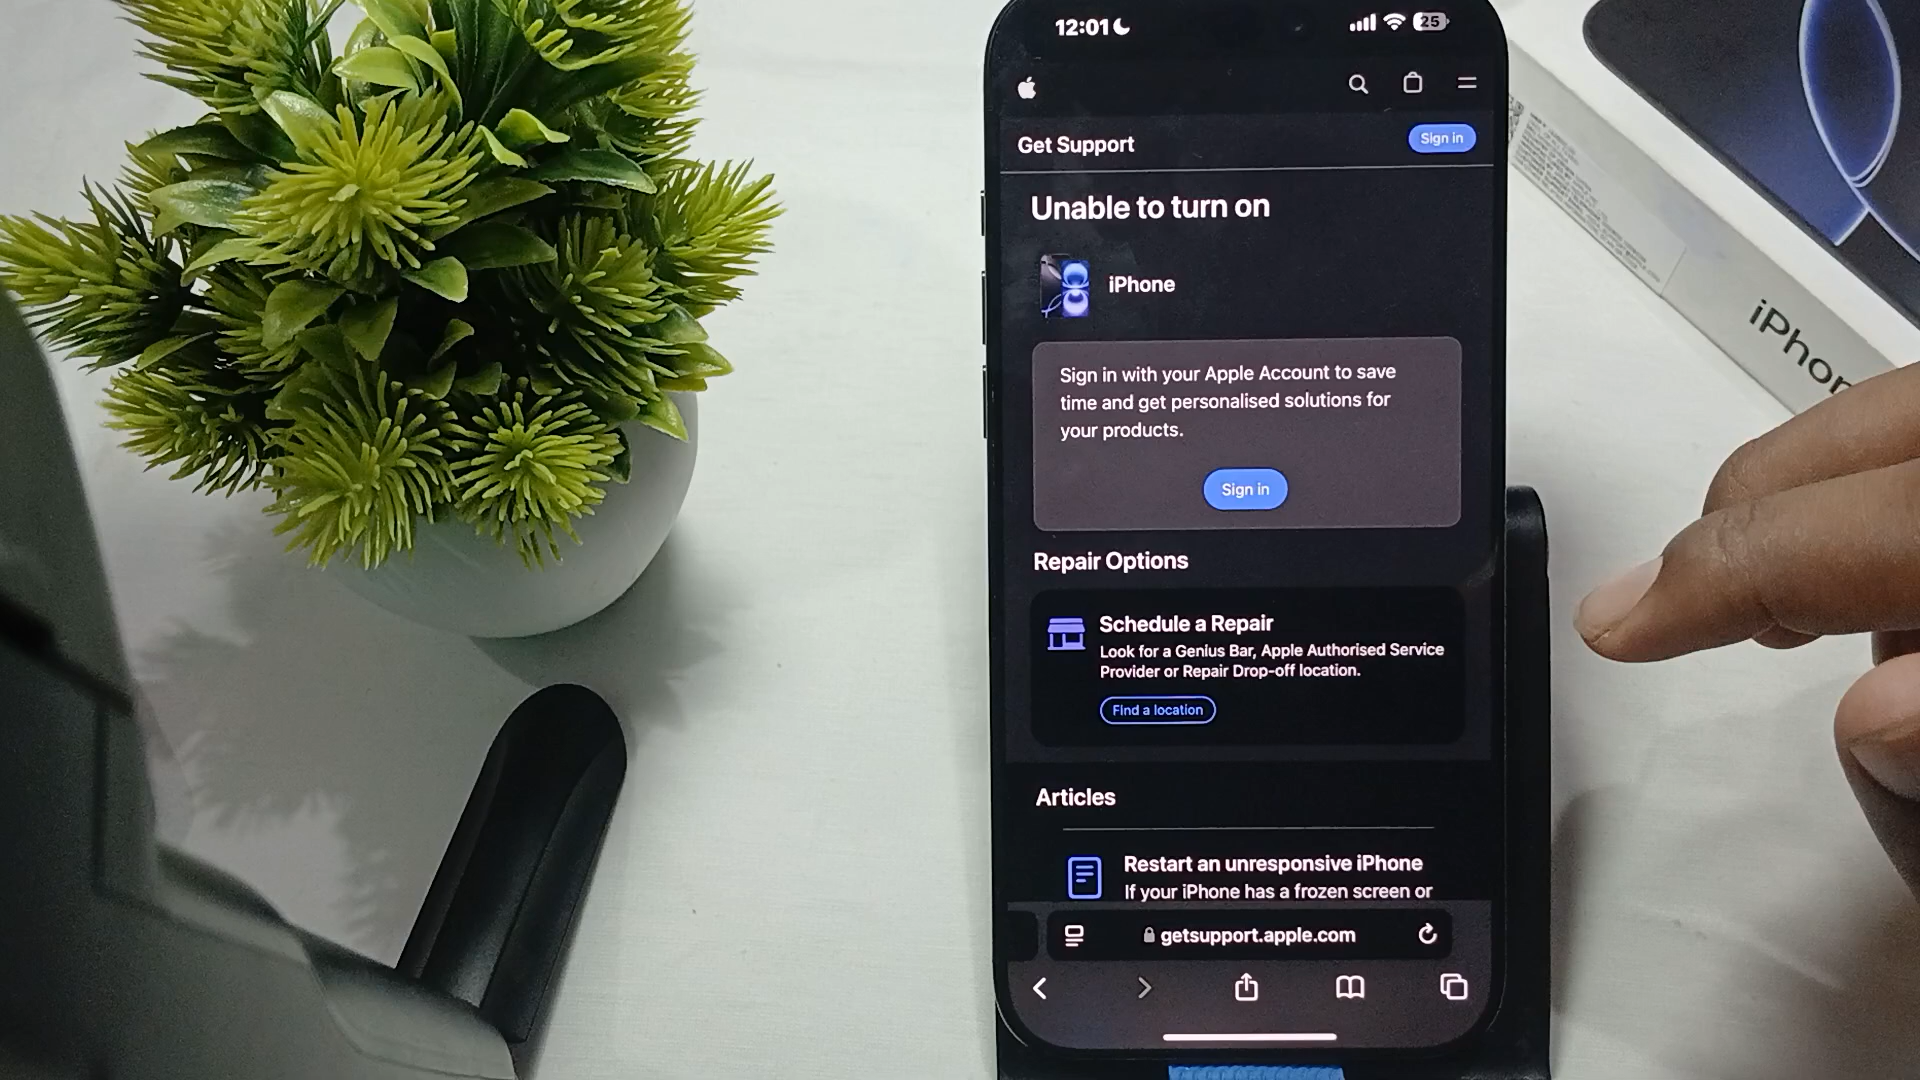 12:01
25
Get Support
Sign in
Unable to turn on
iPhone
Sign in with your Apple Account to save
time and get personalised solutions for
your products.
Sign in
Repair Options
Schedule a Repair
Look for a Genius Bar, Apple Authorised Service
Provider or Repair Drop-off location.
Find a location
Articles
Restart an unresponsive iPhone
If your iPhone has a frozen screen or
getsupport.apple.com
iPhon